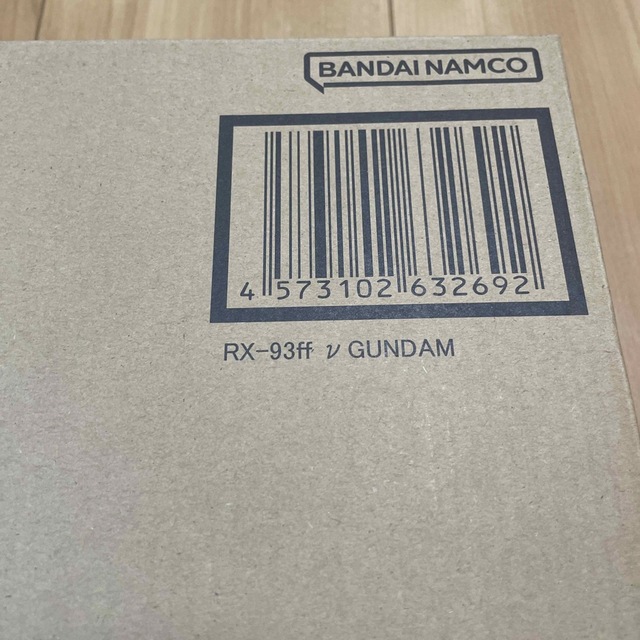 BANDAI NAMCO
4 573102 632692
RX-93ff ν GUNDAM